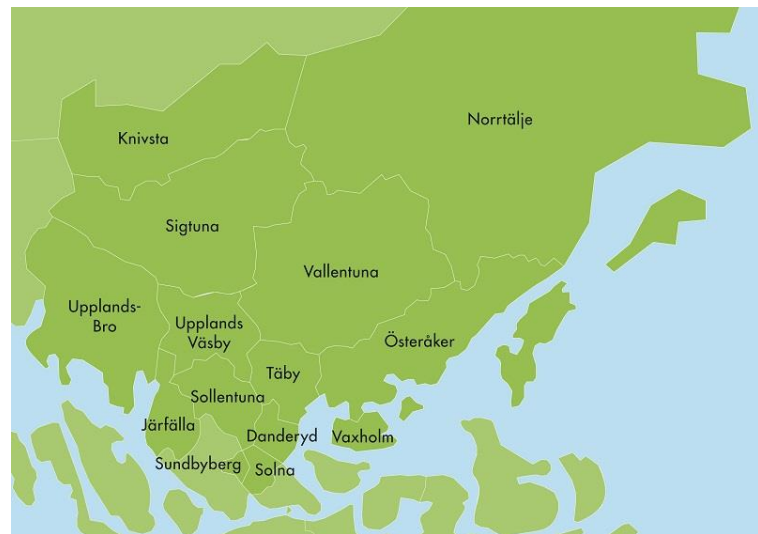 Norrtälje
Knivsta
Sigtuna
Vallentuna
Upplands-
Bro
Upplands
Väsby
Österåker
Täby
Sollentuna
Järfälla
Danderyd
Vaxholm
Sundbyberg
Solna